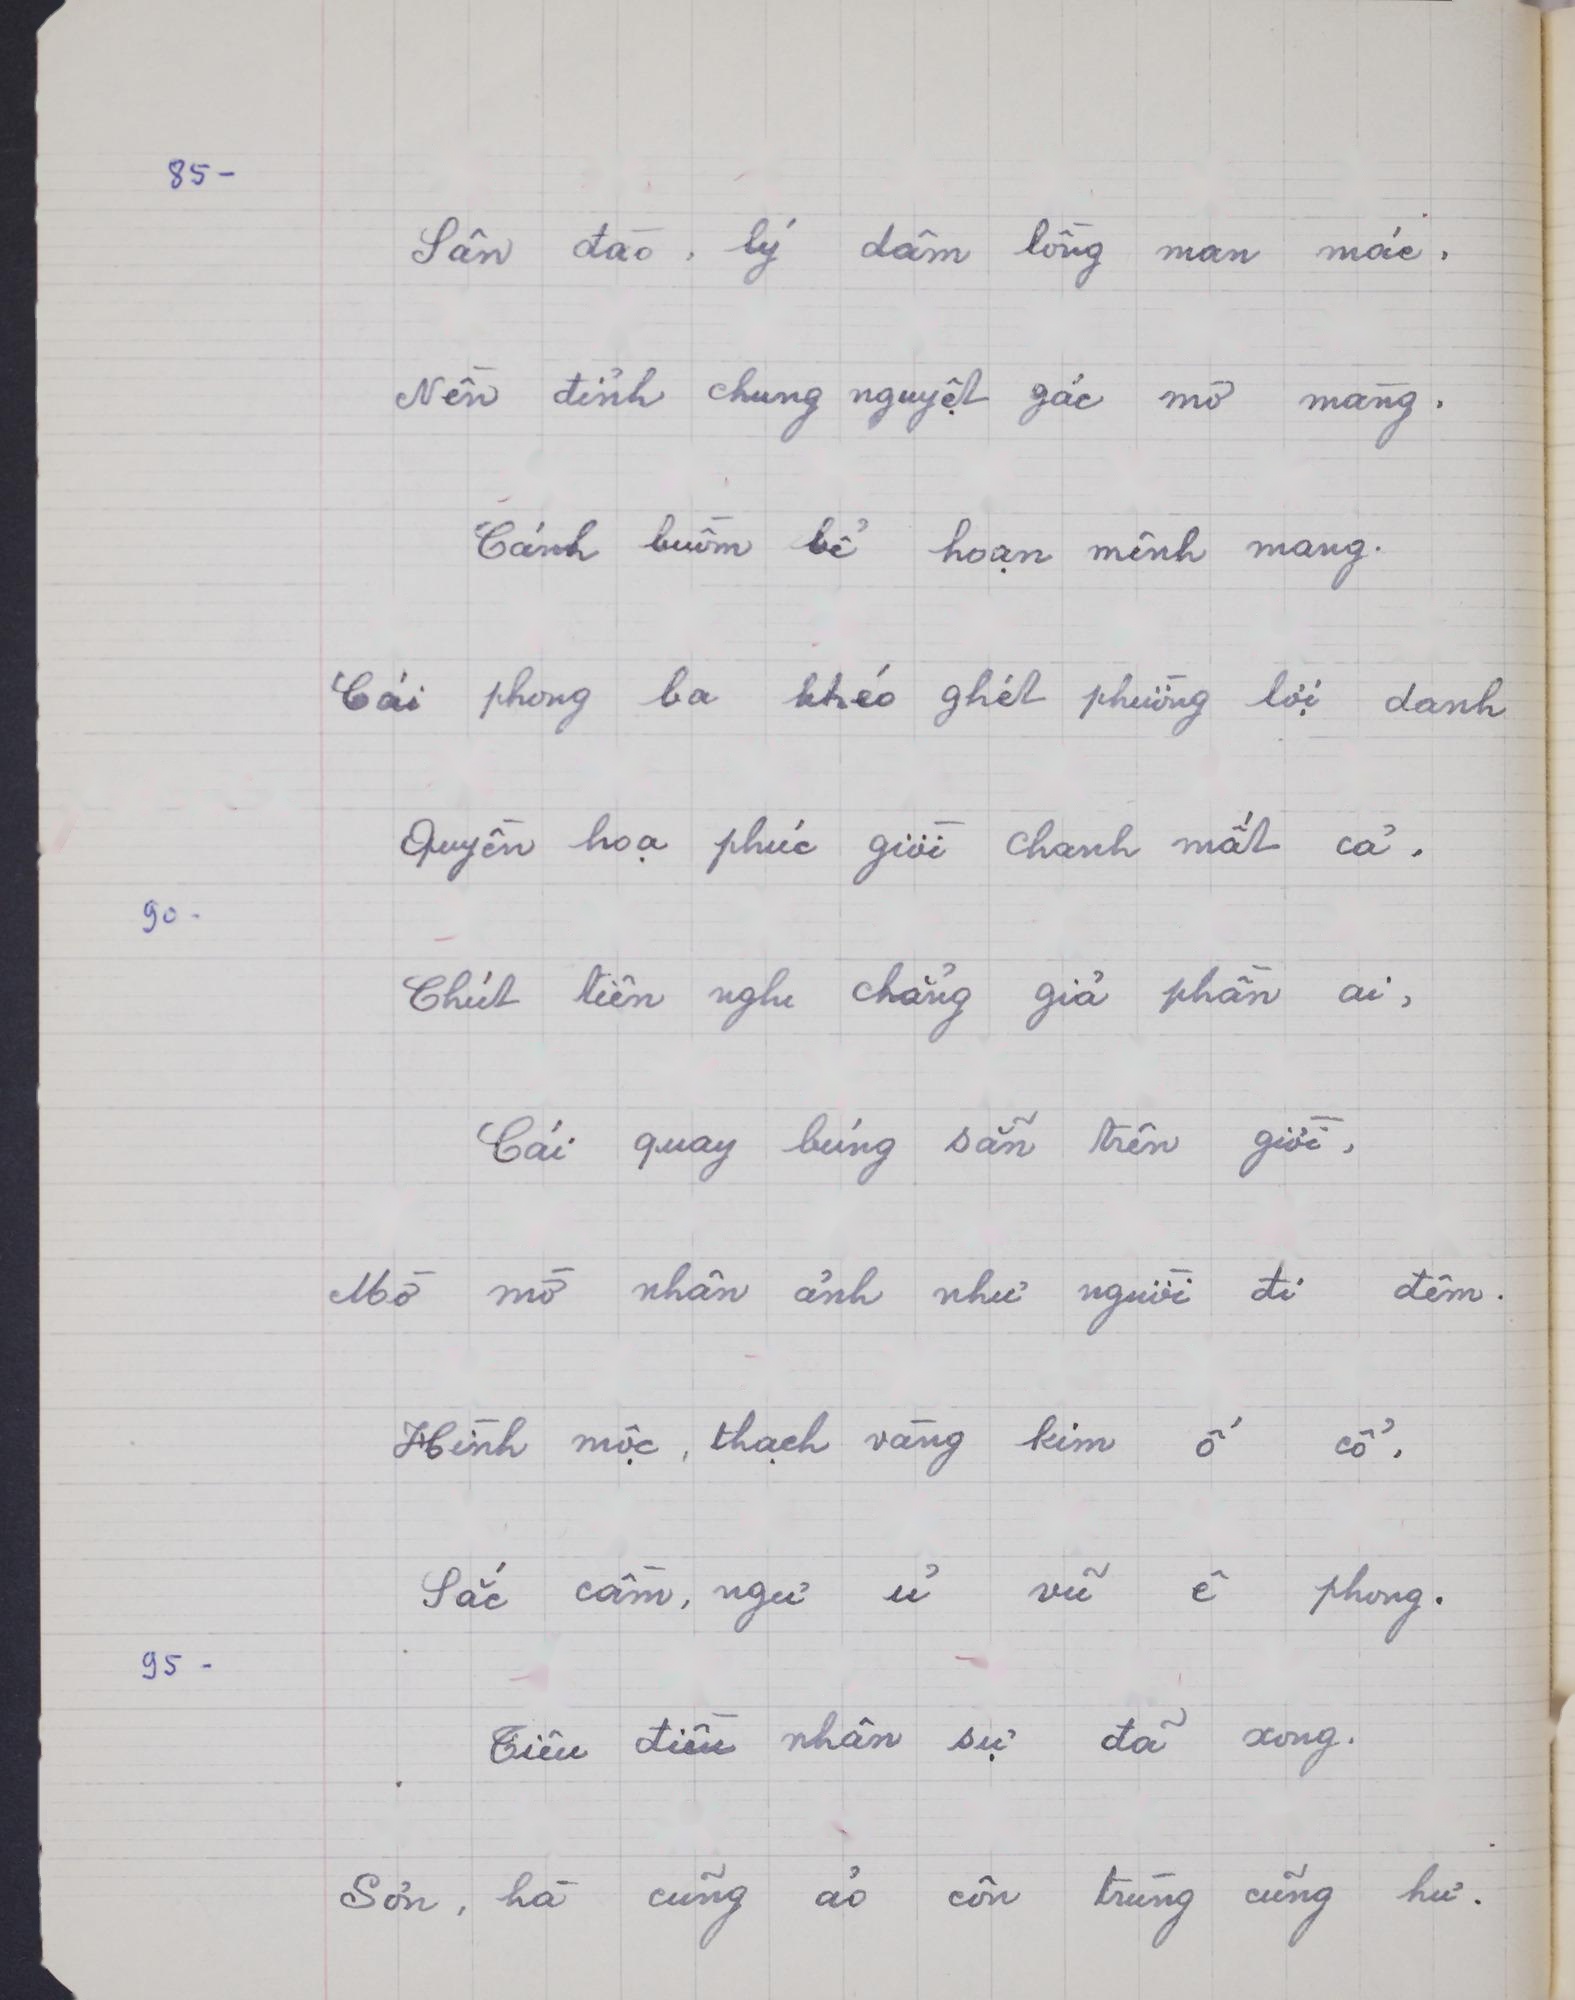 85-
Sân đào, lý dâm lồng man mác,
Nền đỉnh chung nguyệt gác mờ màng.
Cánh buồm bể hoạn mênh mang.
Cái phong ba khéo ghét phường lợi danh
Quyền hoạ phúc giời chanh mất cả,
90-
Chút tiện nghi chẳng giả phần ai,
Cái quay búng sẵn trên giời,
Mờ mờ nhân ảnh như người đi đêm.
Hình mộc, thạch vàng kim ố cổ,
Sắc cầm, ngư ủ vũ ê phong.
95-
Tiêu điều nhân sự đã xong.
Sơn, hà cũng ảo côn trùng cũng hư.